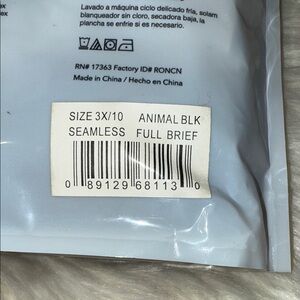 Lavado a máquina ciclo delicado fría, solam
blanqueador sin cloro, secadora baja, la
plancha se enfrie si es necesario.
RN# 17363 Factory ID# RONCN
Made in China / Hecho en China
SIZE 3X/10 ANIMAL BLK
SEAMLESS FULL BRIEF
0 89129 68113 0